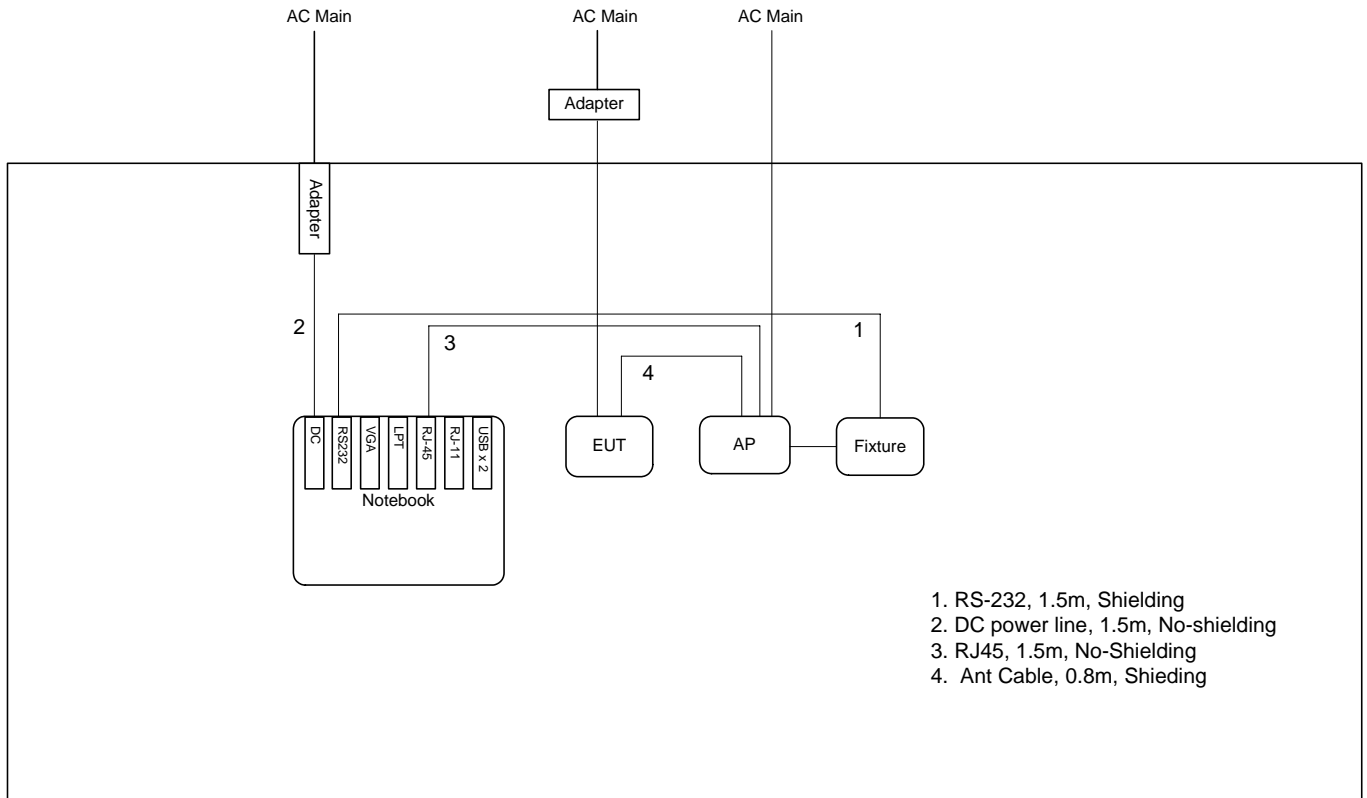 AC Main
AC Main
AC Main
Adapter
Adapter
2
3
4
1
DC
RS232
VGA
LPT
RJ-45
RJ-11
USB x 2
Notebook
EUT
AP
Fixture
1. RS-232, 1.5m, Shielding
2. DC power line, 1.5m, No-shielding
3. RJ45, 1.5m, No-Shielding
4. Ant Cable, 0.8m, Shieding